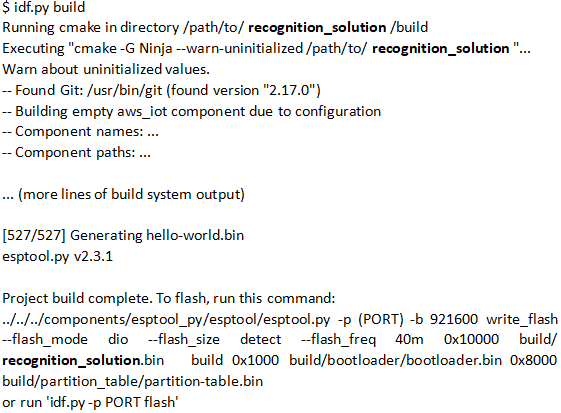 $ idf.py build
Running cmake in directory /path/to/ recognition_solution /build
Executing "cmake -G Ninja --warn-uninitialized /path/to/ recognition_solution "...
Warn about uninitialized values.
-- Found Git: /usr/bin/git (found version "2.17.0")
-- Building empty aws_iot component due to configuration
-- Component names: ...
-- Component paths: ...
... (more lines of build system output)
[527/527] Generating hello-world.bin
esptool.py v2.3.1
Project build complete. To flash, run this command:
../../../components/esptool_py/esptool/esptool.py -p (PORT) -b 921600 write_flash
--flash_mode dio --flash_size detect --flash_freq 40m 0x10000 build/
recognition_solution.bin build 0x1000 build/bootloader/bootloader.bin 0x8000
build/partition_table/partition-table.bin
or run 'idf.py -p PORT flash'